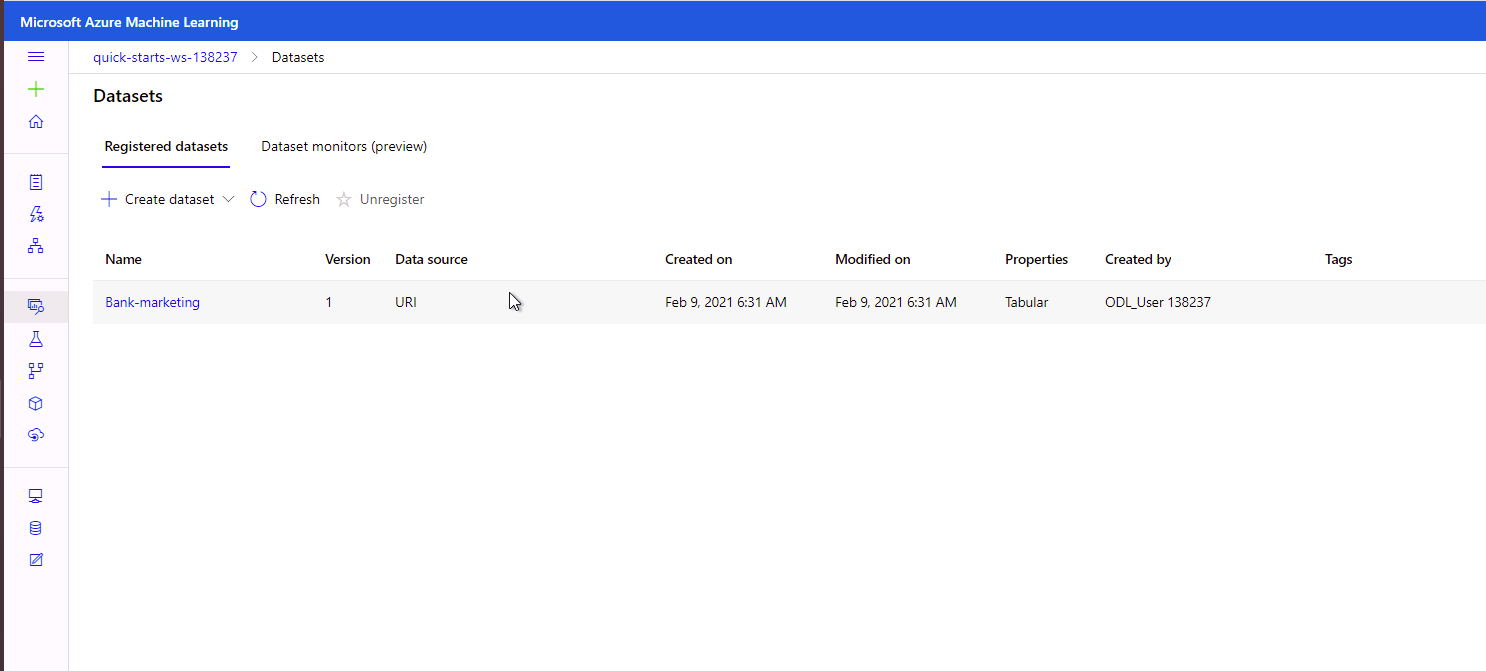 Microsoft Azure Machine Learning
quick-starts-ws-138237 > Datasets
Datasets
Registered datasets Dataset monitors (preview)
Create dataset Refresh Unregister
Name Version Data source Created on Modified on Properties Created by Tags
Bank-marketing 1 URI Feb 9, 2021 6:31 AM Feb 9, 2021 6:31 AM Tabular ODL_User 138237